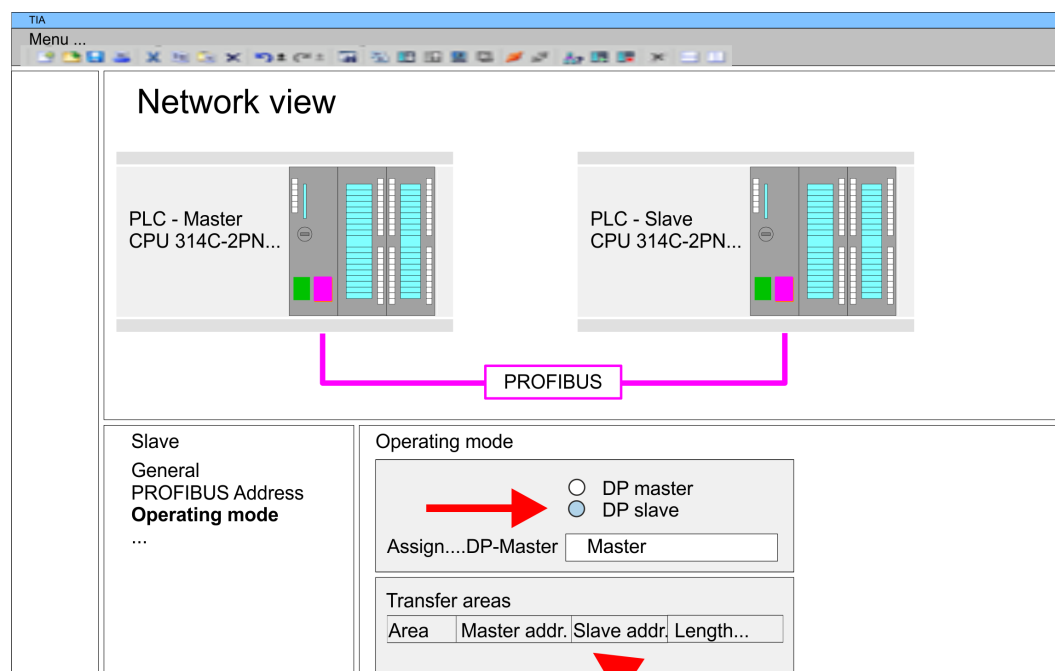 TIA
Menu ...
Network view
PLC - Master
CPU 314C-2PN...
PLC - Slave
CPU 314C-2PN...
PROFIBUS
Slave
General
PROFIBUS Address
Operating mode
...
Operating mode
DP master
DP slave
Assign....DP-Master Master
Transfer areas
Area Master addr. Slave addr. Length...